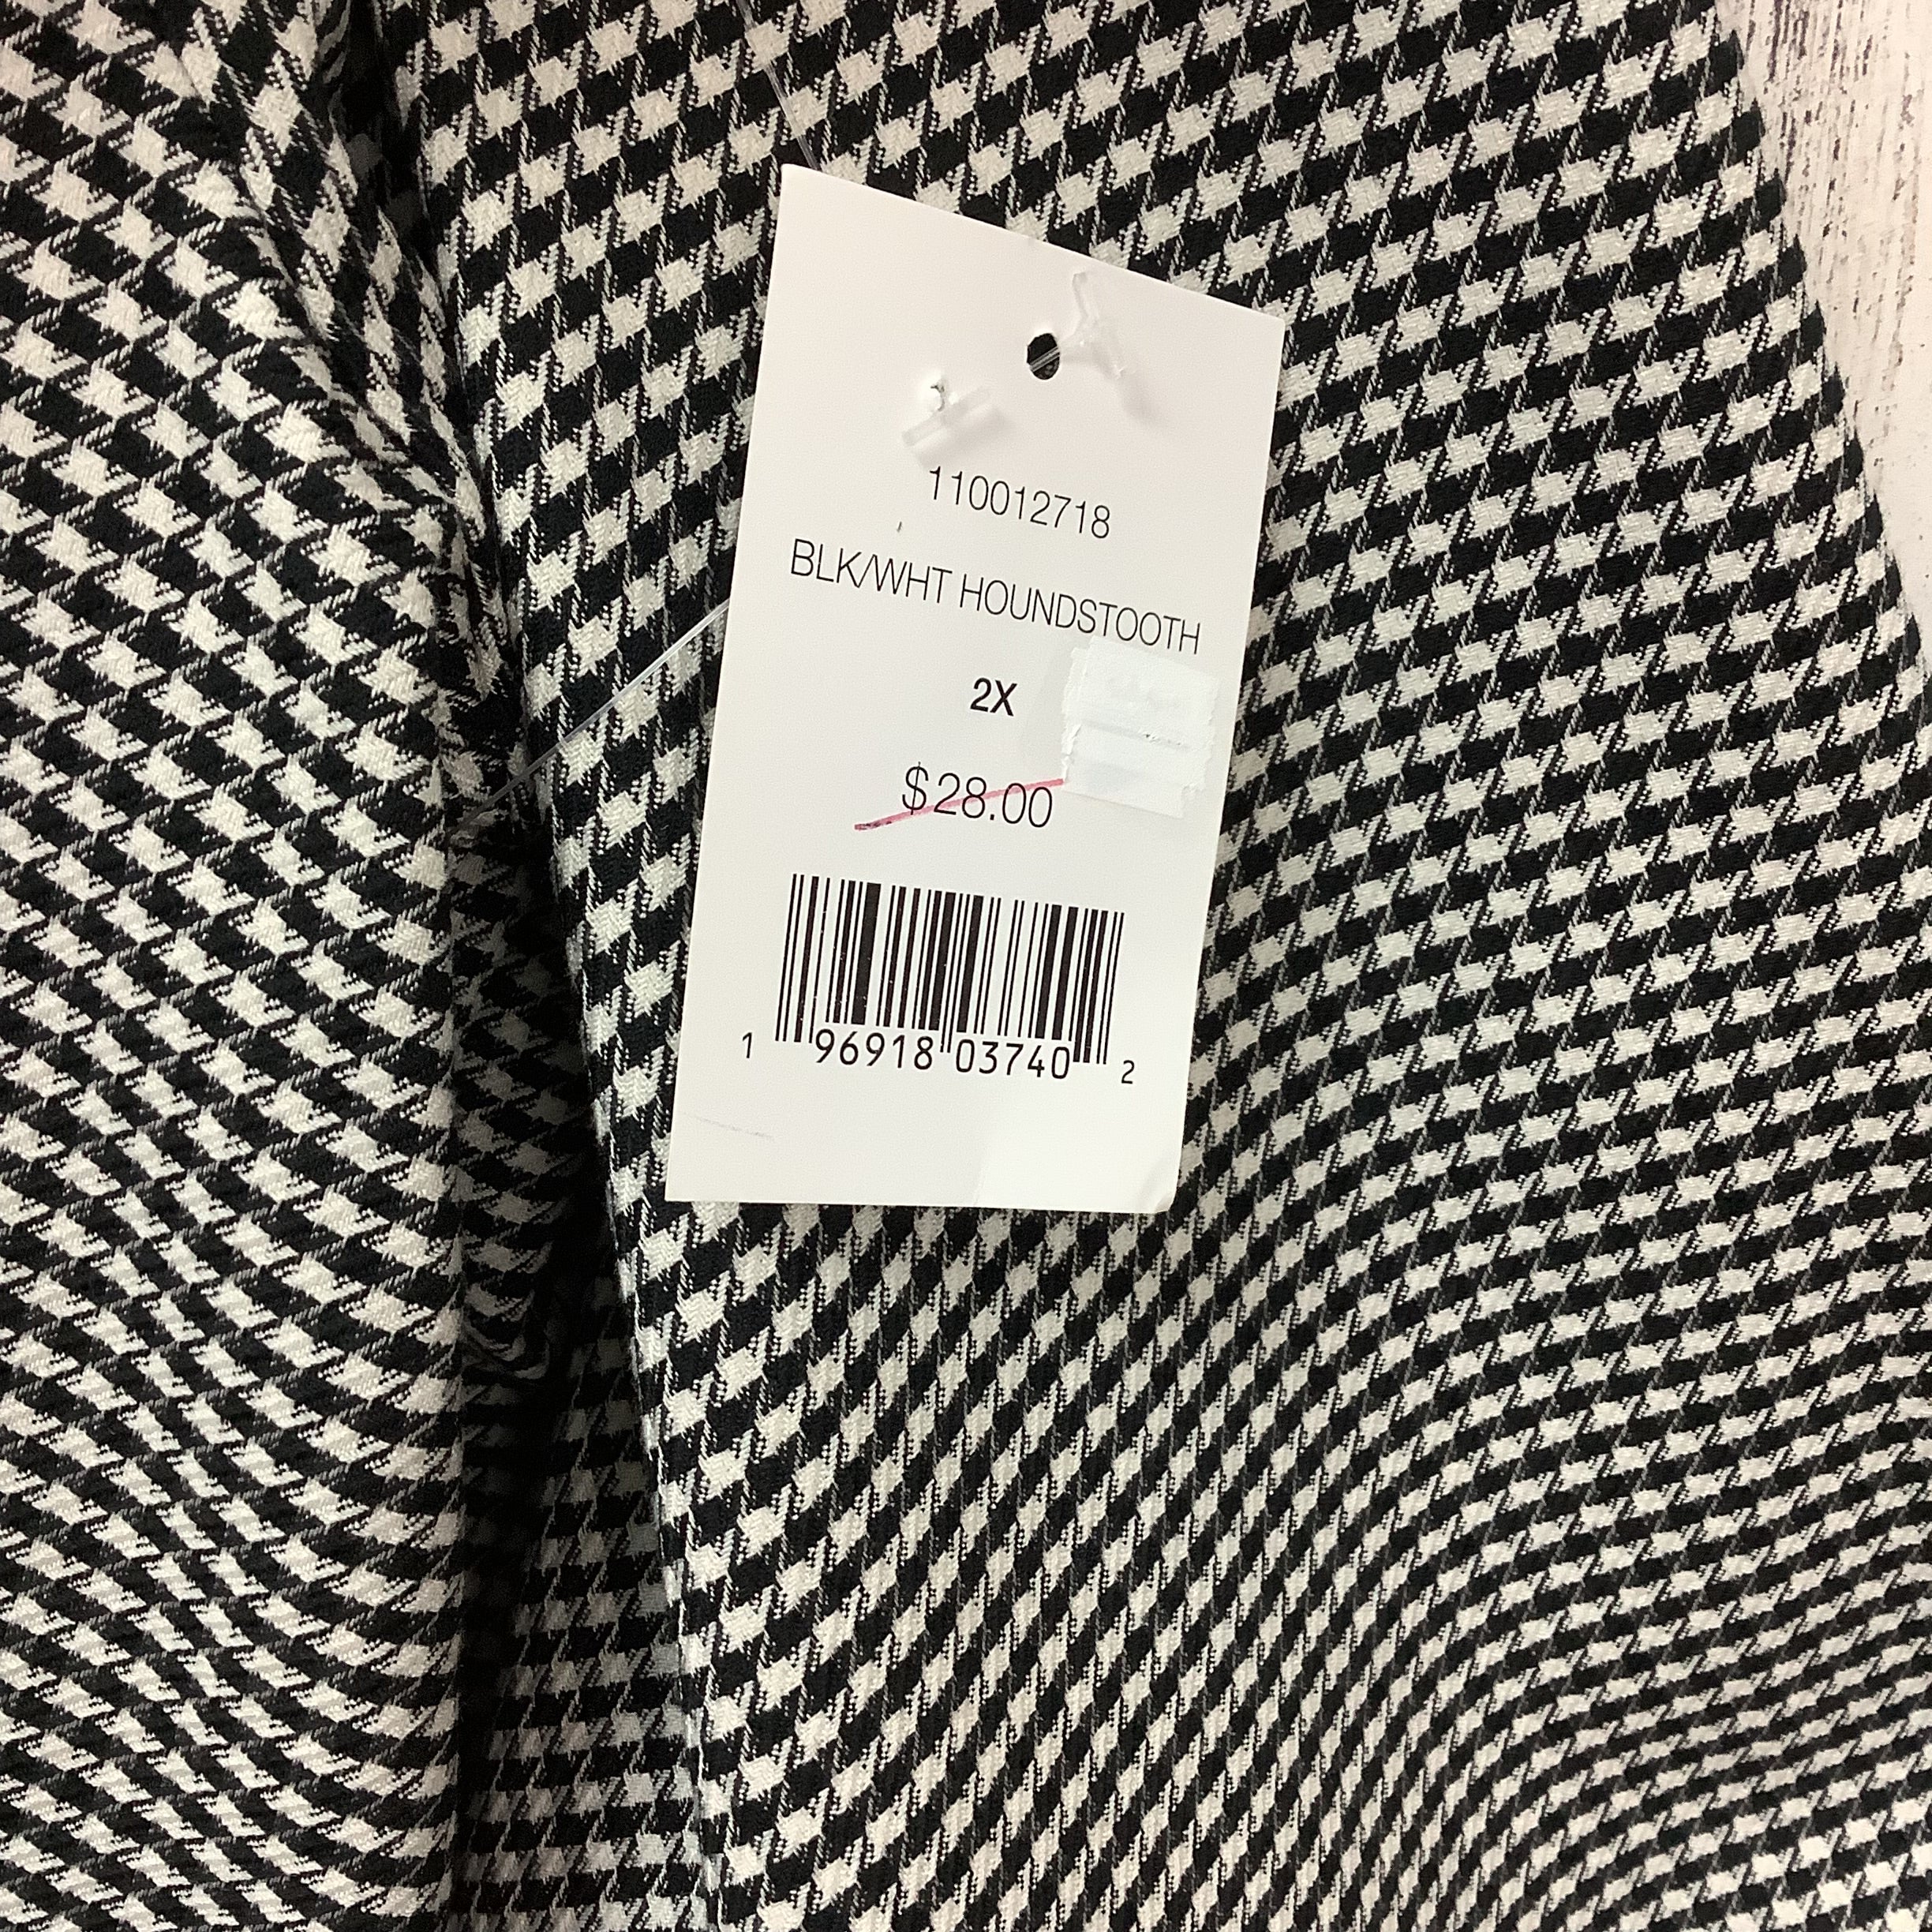 110012718
BLK/WHT HOUNDSTOOTH
2X
$28.00
1 96918 03740 2